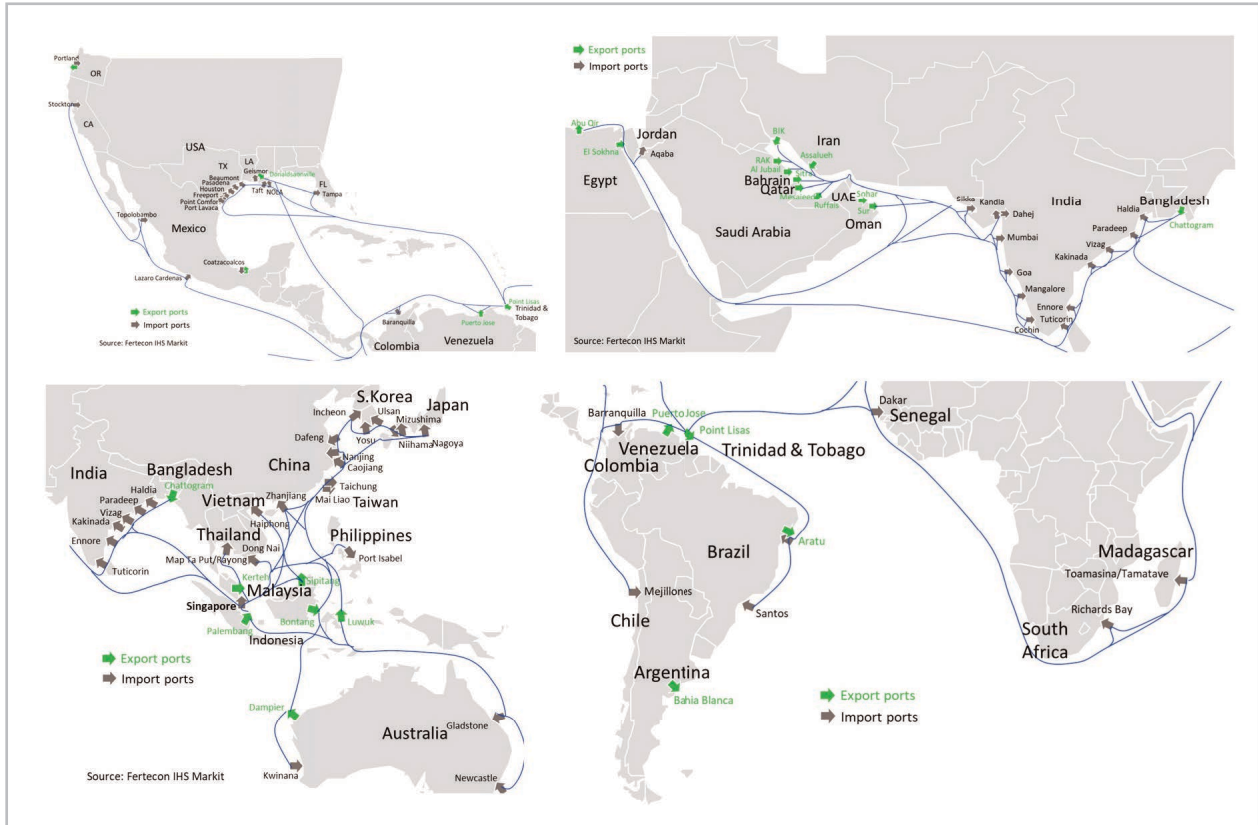 Portland
OR
Stockton
CA
USA
TX
LA
Geismor
Donaldsonville
Beaumont
Pasadena
Houston
Freeport
Point Comfor
Port Lavaca
Taft
NOLA
FL
Tampa
Topolobambo
Mexico
Coatzacoalcos
Lazaro Cardenas
Export ports
Import ports
Source: Fertecon IHS Markit
Baranquilla
Colombia
Puerto Jose
Venezuela
Point Lisas
Trinidad &
Tobago
Export ports
Import ports
Abu Qir
El Sokhna
Jordan
Aqaba
Egypt
BIK
Iran
Assalueh
RAK
Al Jubail
Sitra
Bahrain
Qatar
Mesaieed
Ruffais
UAE
Sohar
Sur
Oman
Saudi Arabia
Sikka
Kandla
Dahej
India
Mumbai
Goa
Mangalore
Cochin
Ennore
Tuticorin
Kakinada
Vizag
Paradeep
Haldia
Bangladesh
Chattogram
Source: Fertecon IHS Markit
S.Korea
Incheon
Ulsan
Japan
Mizushima
Yosu
Niihama
Nagoya
Dafeng
Nanjing
Caojiang
China
Taichung
Mai Liao
Taiwan
India
Bangladesh
Chattogram
Haldia
Paradeep
Vizag
Kakinada
Ennore
Tuticorin
Vietnam
Zhanjiang
Haiphong
Thailand
Dong Nai
Map Ta Put/Rayong
Philippines
Port Isabel
Kerteh
Malaysia
Sipitang
Singapore
Palembang
Bontang
Luwuk
Indonesia
Export ports
Import ports
Dampier
Australia
Gladstone
Kwinana
Newcastle
Source: Fertecon IHS Markit
Barranquilla
Puerto Jose
Point Lisas
Venezuela
Colombia
Trinidad & Tobago
Dakar
Senegal
Brazil
Aratu
Mejillones
Chile
Santos
Argentina
Bahia Blanca
Madagascar
Toamasina/Tamatave
Richards Bay
South
Africa
Export ports
Import ports